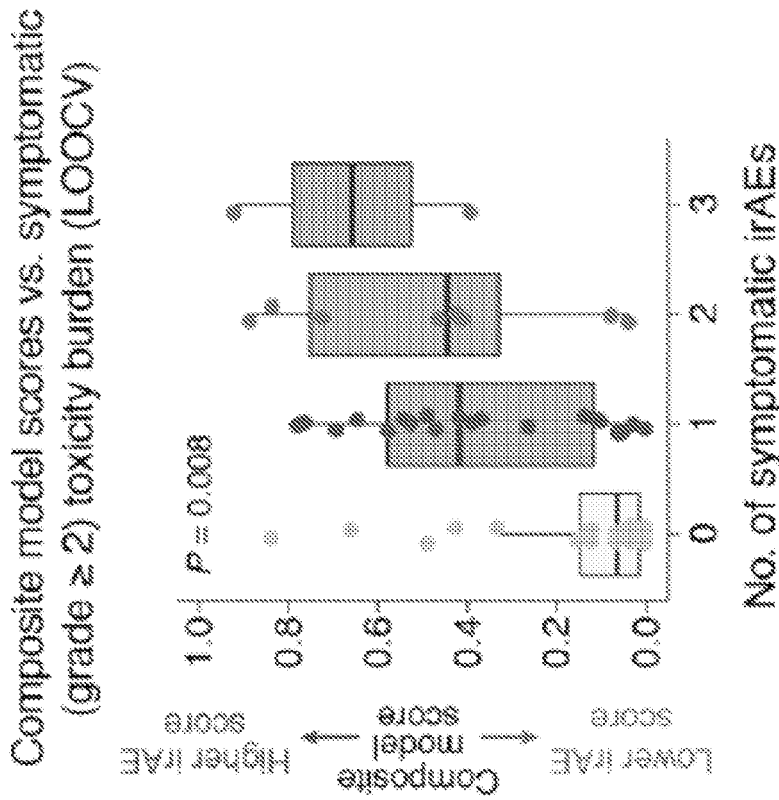 Composite model scores vs. symptomatic
(grade ≥ 2) toxicity burden (LOOCV)
Higher irAE
score
Composite
model
score
Lower irAE
score
P = 0.008
1.0
0.8
0.6
0.4
0.2
0.0
0
1
2
3
No. of symptomatic irAEs